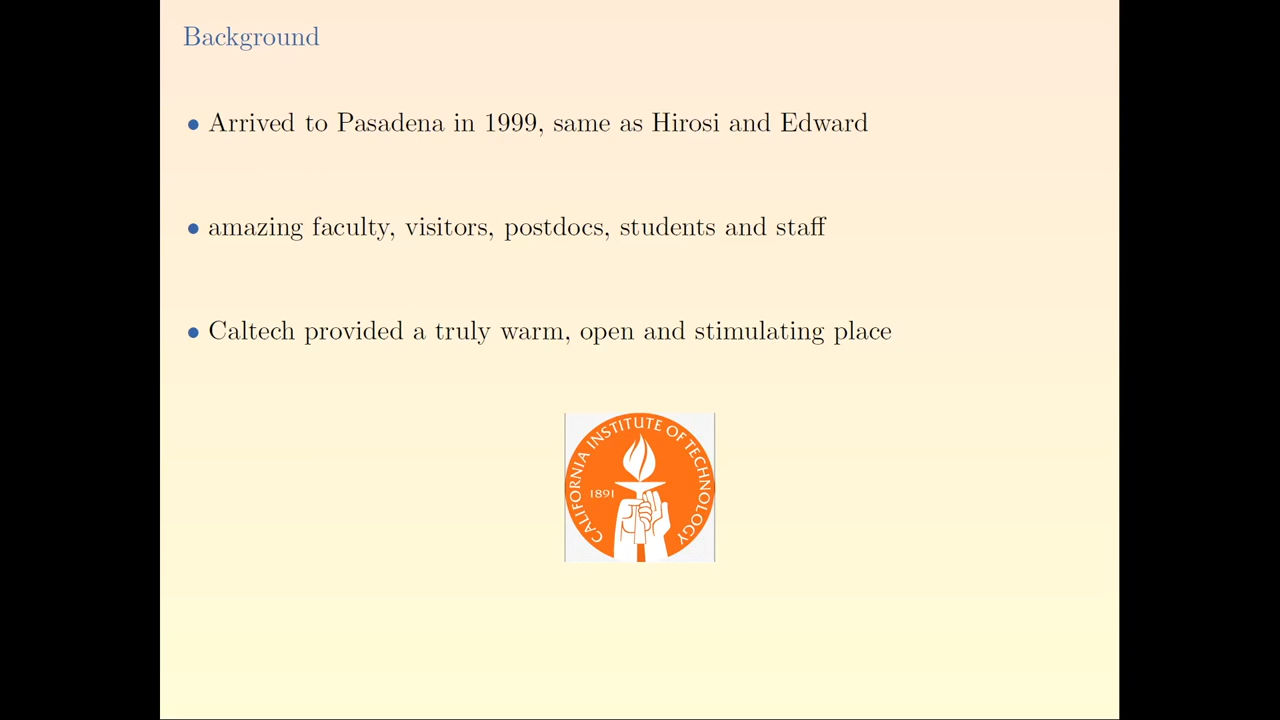 Background
• Arrived to Pasadena in 1999, same as Hirosi and Edward
• amazing faculty, visitors, postdocs, students and staff
• Caltech provided a truly warm, open and stimulating place
CALIFORNIA INSTITUTE OF TECHNOLOGY
1891